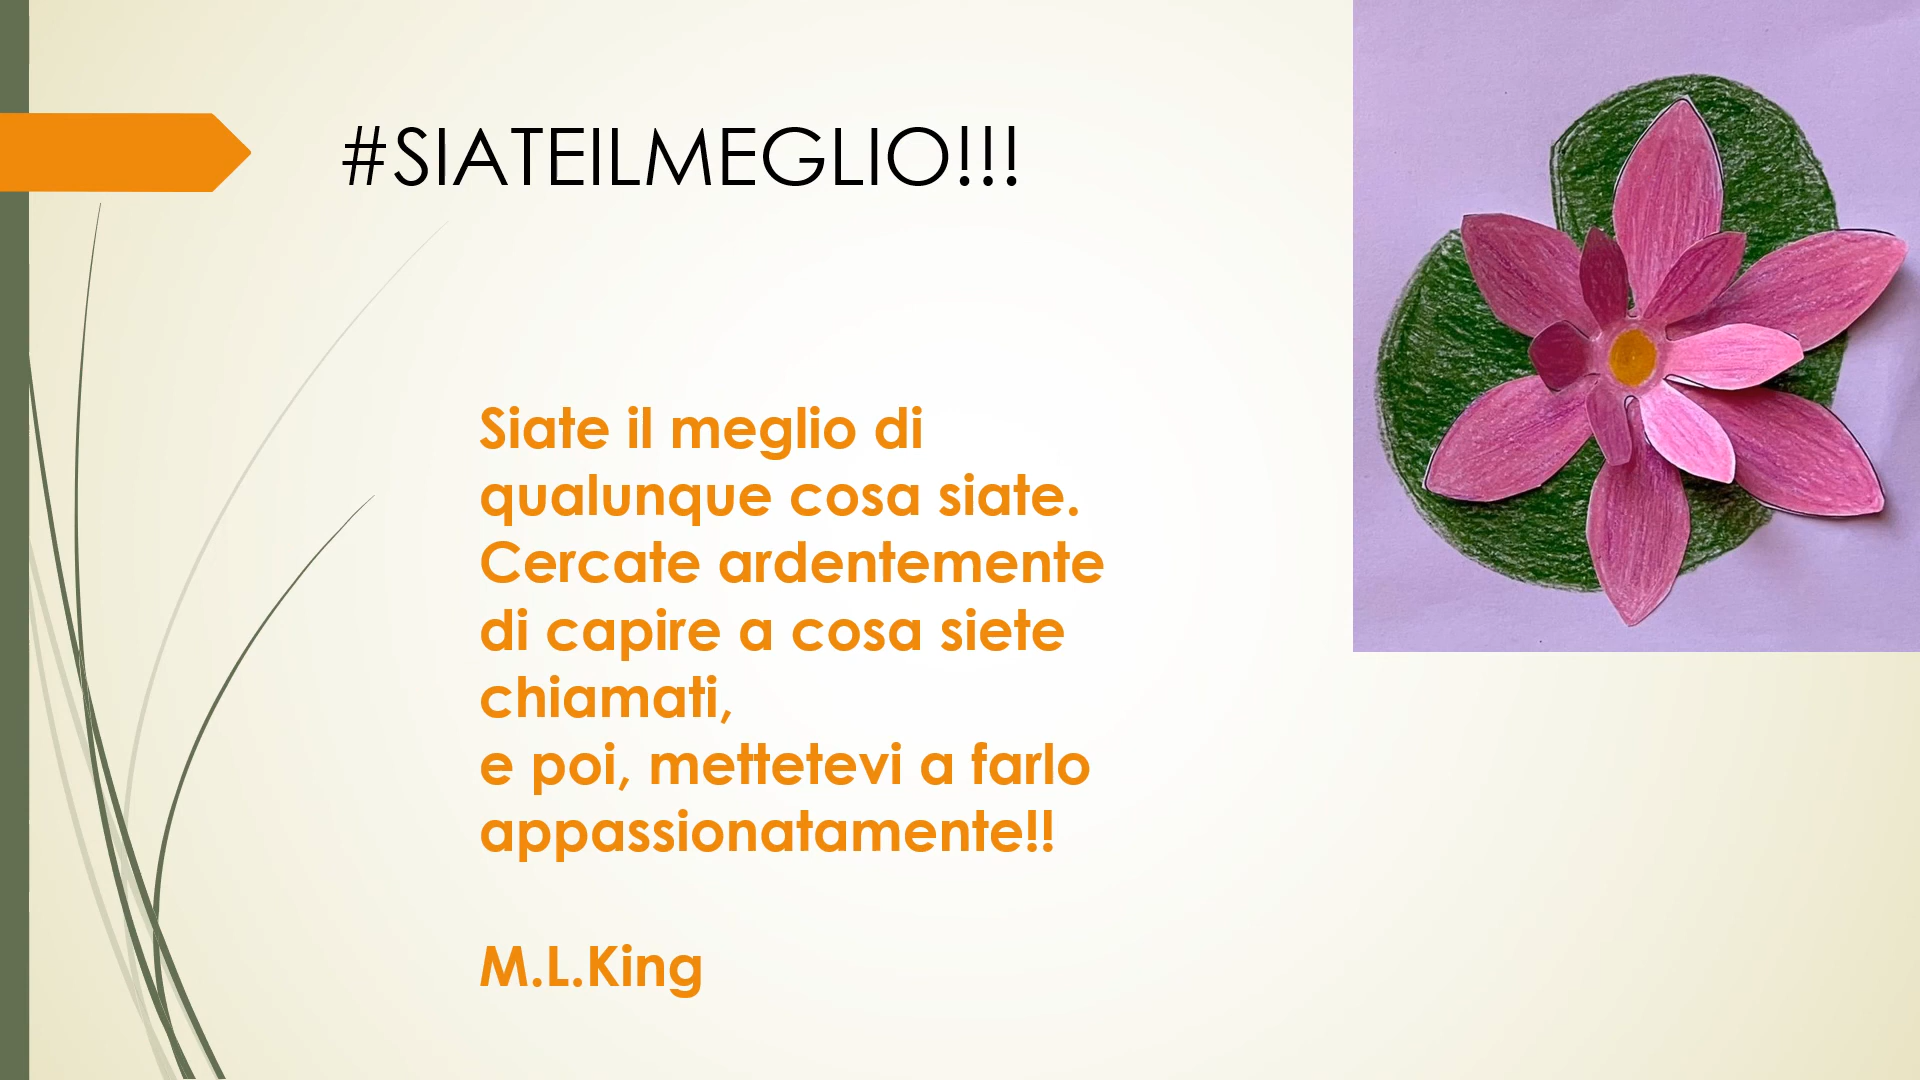 #SIATEILMEGLIO!!!
Siate il meglio di
qualunque cosa siate.
Cercate ardentemente
di capire a cosa siete
chiamati,
e poi, mettetevi a farlo
appassionatamente!!
M.L.King